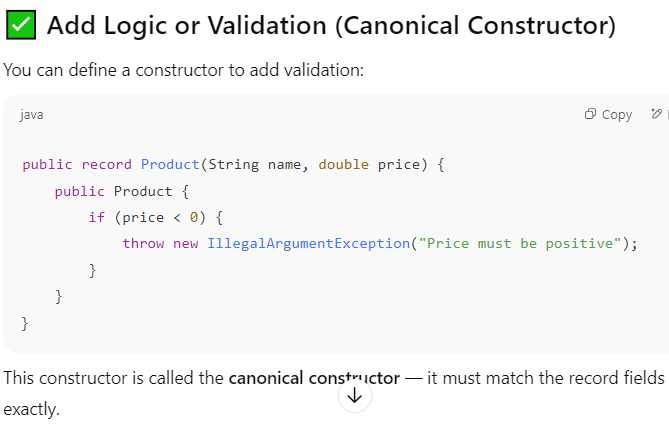 ✅ Add Logic or Validation (Canonical Constructor)
You can define a constructor to add validation:
java Copy
public record Product(String name, double price) {
    public Product {
        if (price < 0) {
            throw new IllegalArgumentException("Price must be positive");
        }
    }
}
This constructor is called the canonical constructor — it must match the record fields
exactly.